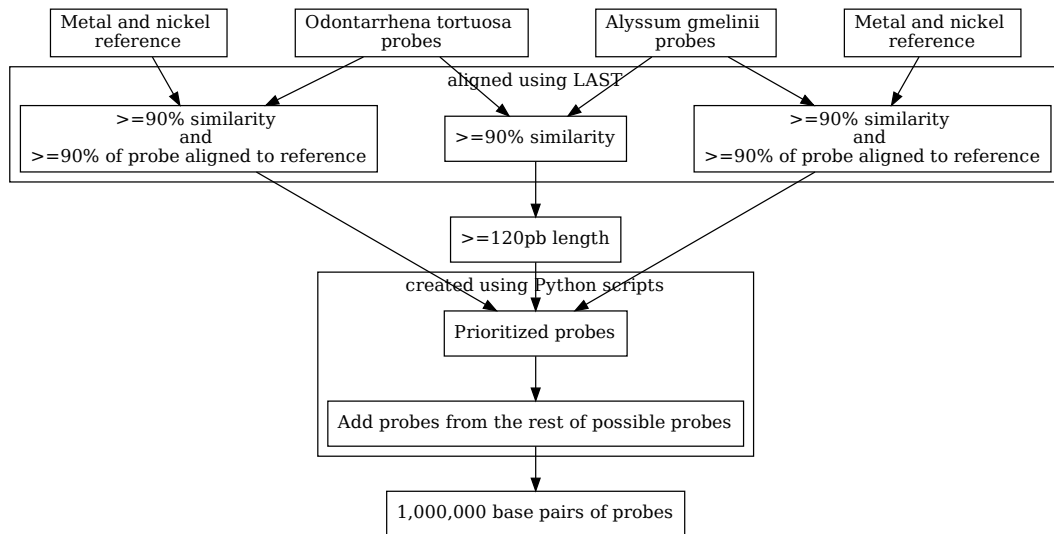 Metal and nickel
reference
Odontarrhena tortuosa
probes
Alyssum gmelinii
probes
Metal and nickel
reference
aligned using LAST
>=90% similarity
and
>=90% of probe aligned to reference
>=90% similarity
>=90% similarity
and
>=90% of probe aligned to reference
>=120pb length
created using Python scripts
Prioritized probes
Add probes from the rest of possible probes
1,000,000 base pairs of probes